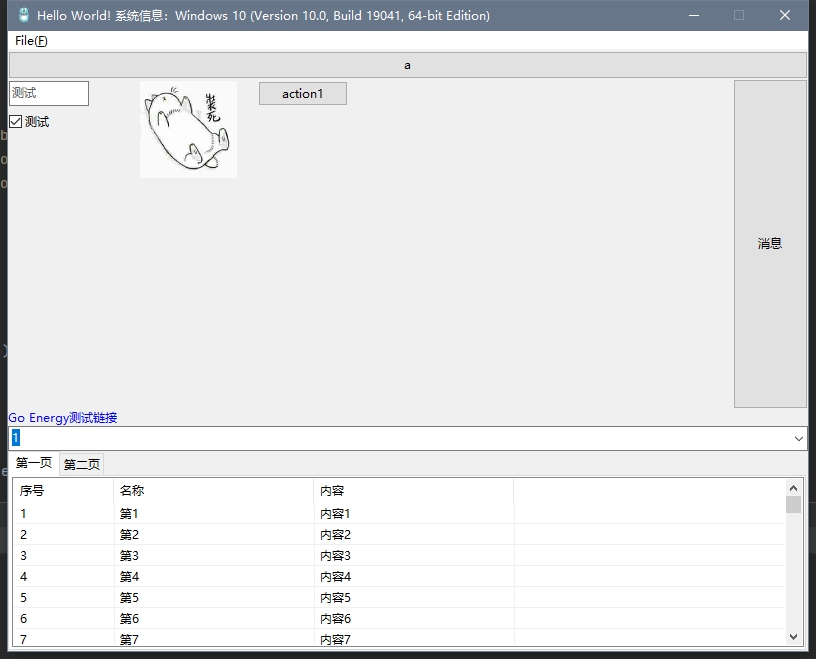 Hello World! 系统信息：Windows 10 (Version 10.0, Build 19041, 64-bit Edition)
File(F)
a
测试
装死
action1
测试
消息
Go Energy测试链接
1
第一页 第二页
序号 名称 内容
1 第1 内容1
2 第2 内容2
3 第3 内容3
4 第4 内容4
5 第5 内容5
6 第6 内容6
7 第7 内容7